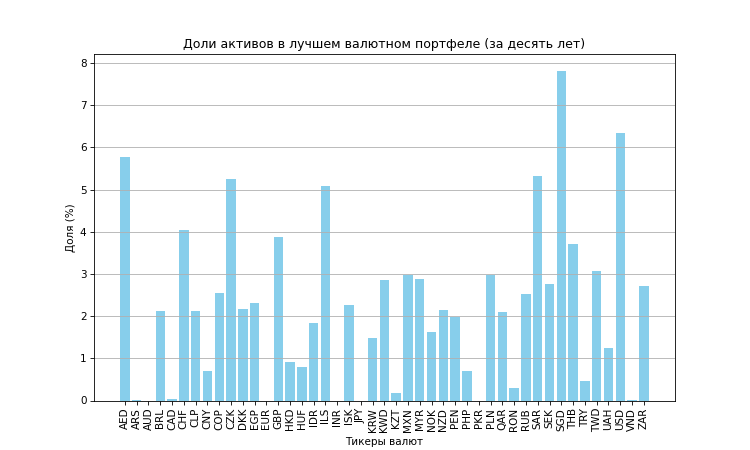 Доли активов в лучшем валютном портфеле (за десять лет)
8
7
6
5
4
3
2
1
0
Доля (%)
AED ARS AUD BRL CAD CHF CLP CNY COP CZK DKK EGP EUR GBP HKD HUF IDR ILS INR ISK JPY KRW KWD KZT MXN MYR NOK NZD PEN PHP PKR PLN QAR RON RUB SAR SEK SGD THB TRY TWD UAH USD VND ZAR
Тикеры валют